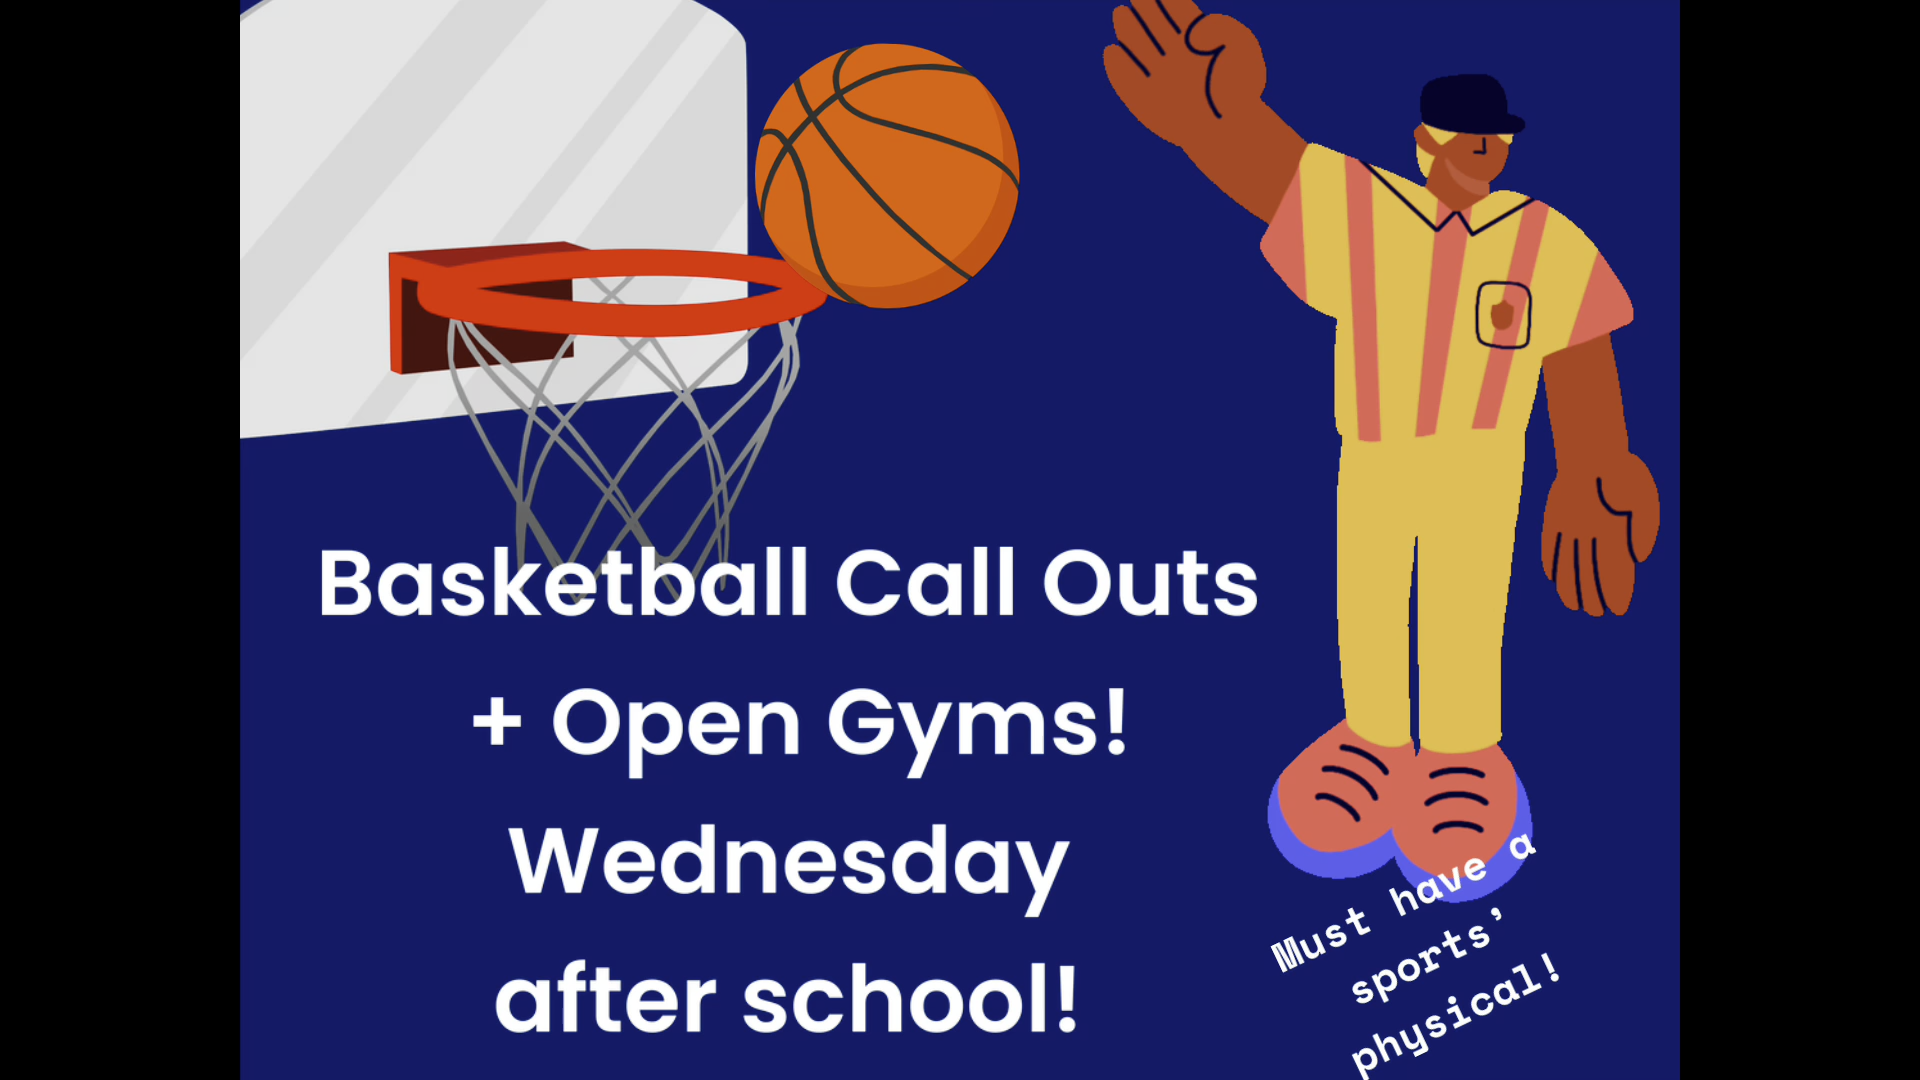 Basketball Call Outs
+ Open Gyms!
Wednesday
after school!
Must have a
sports’
physical!